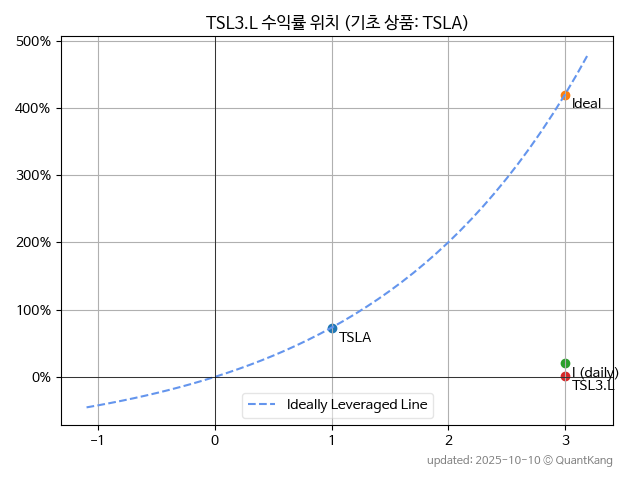 TSL3.L 수익률 위치 (기초 상품: TSLA)
500%
400%
300%
200%
100%
0%
Ideal
TSLA
I (daily)
TSL3.L
Ideally Leveraged Line
−1
0
1
2
3
updated: 2025-10-10 © QuantKang